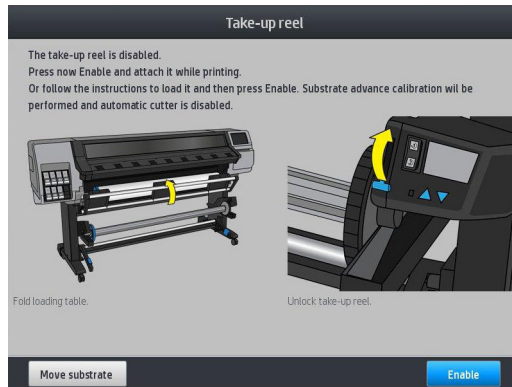 Take-up reel
The take-up reel is disabled.
Press now Enable and attach it while printing.
Or follow the instructions to load it and then press Enable. Substrate advance calibration wil be
performed and automatic cutter is disabled.
Fold loading table.
Unlock take-up reel.
Move substrate
Enable